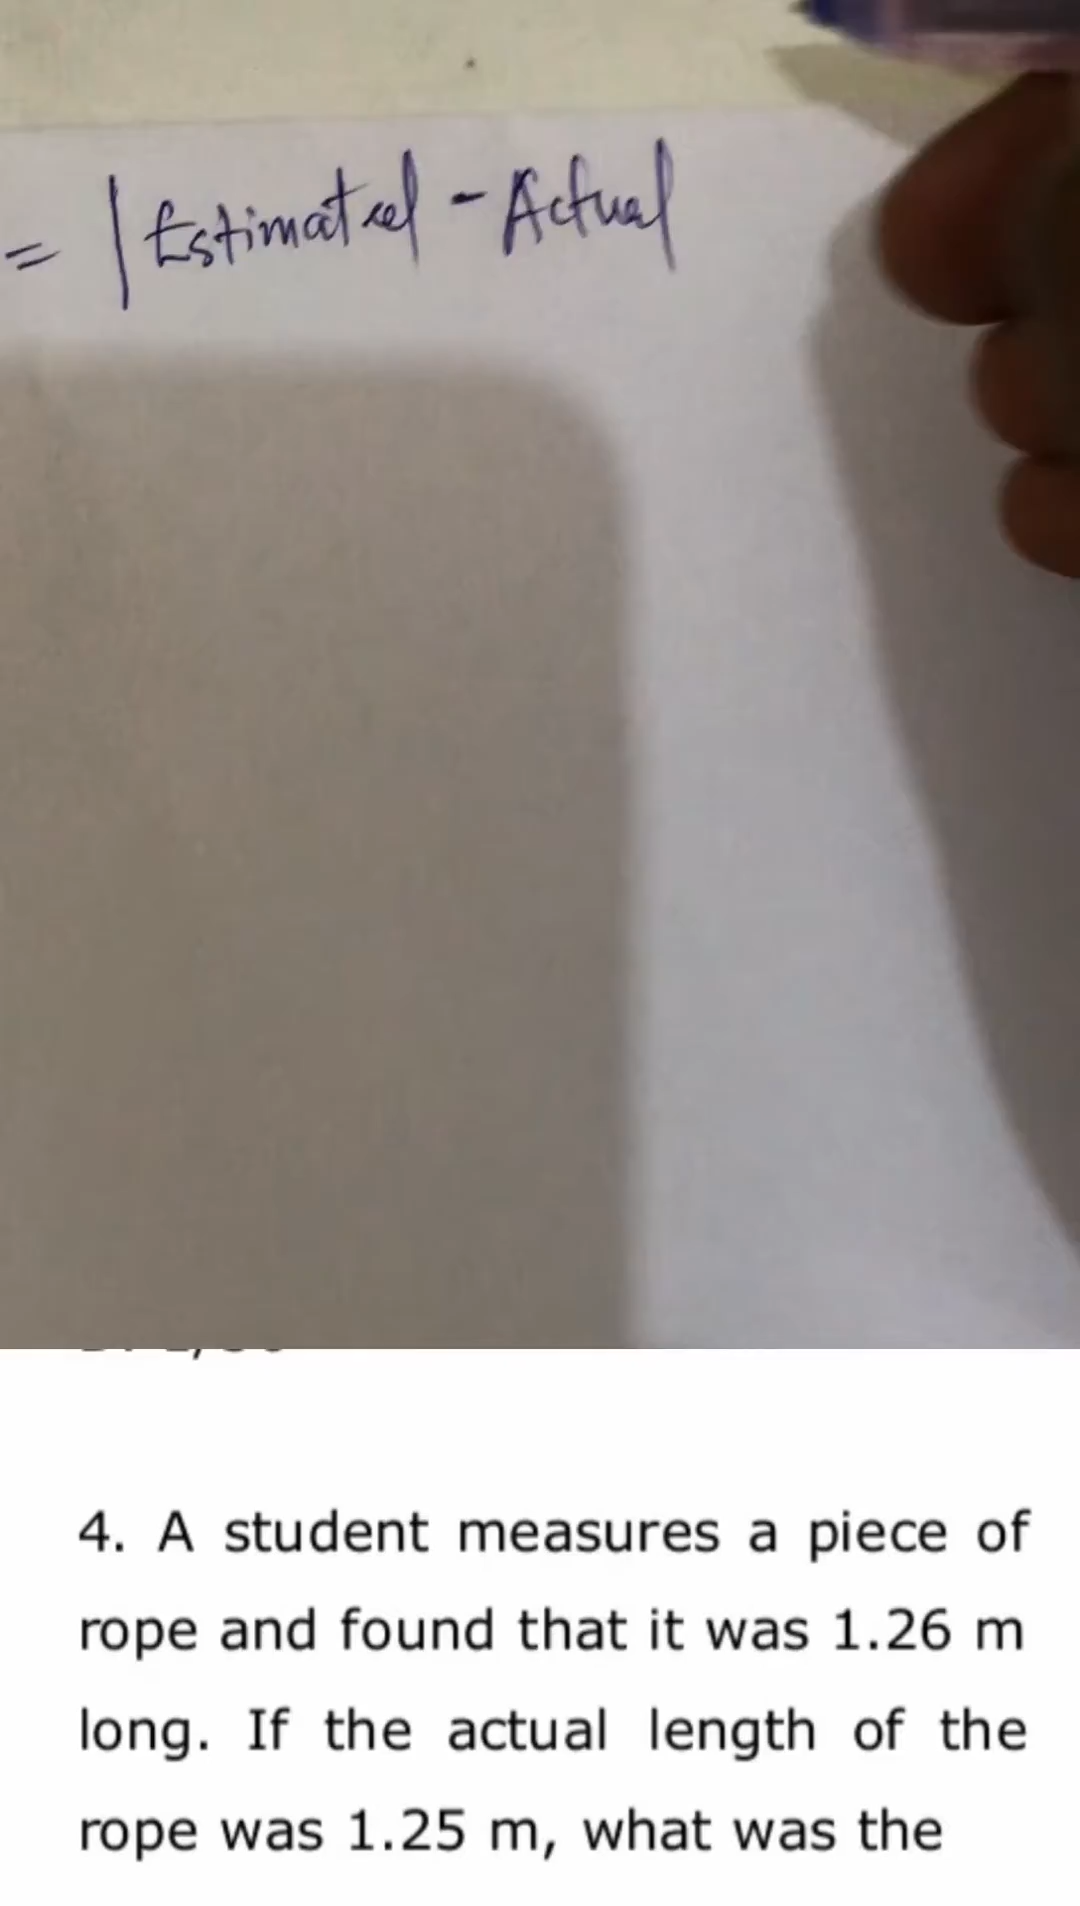 = | Estimated - Actual
4. A student measures a piece of
rope and found that it was 1.26 m
long. If the actual length of the
rope was 1.25 m, what was the